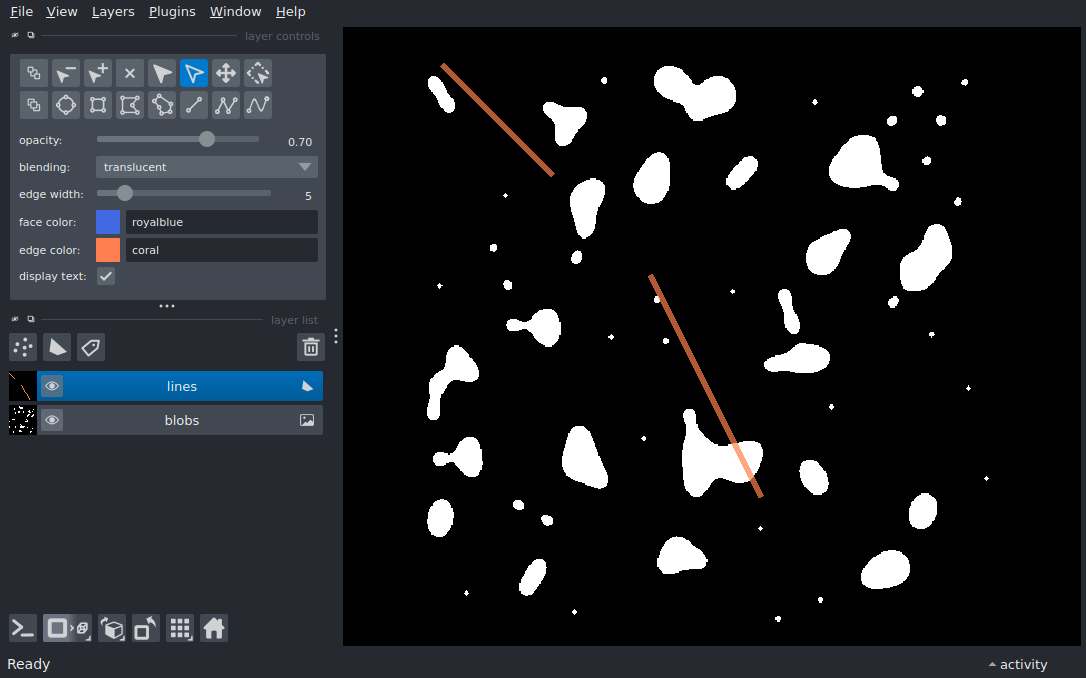 File View Layers Plugins Window Help
layer controls
opacity: 0.70
blending: translucent
edge width: 5
face color: royalblue
edge color: coral
display text:
layer list
lines
blobs
Ready
activity